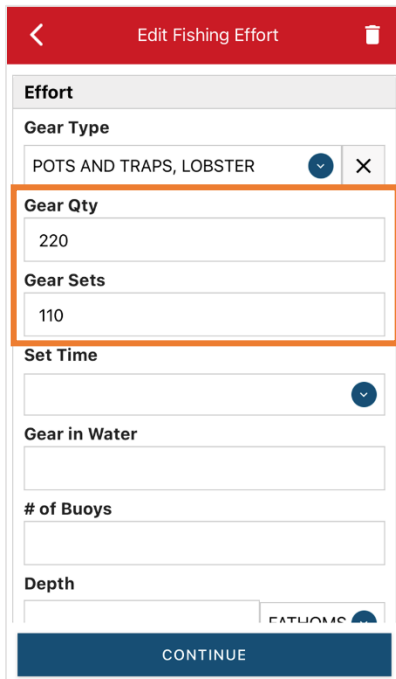 Edit Fishing Effort
Effort
Gear Type
POTS AND TRAPS, LOBSTER
Gear Qty
220
Gear Sets
110
Set Time
Gear in Water
# of Buoys
Depth
FATHOMS
CONTINUE